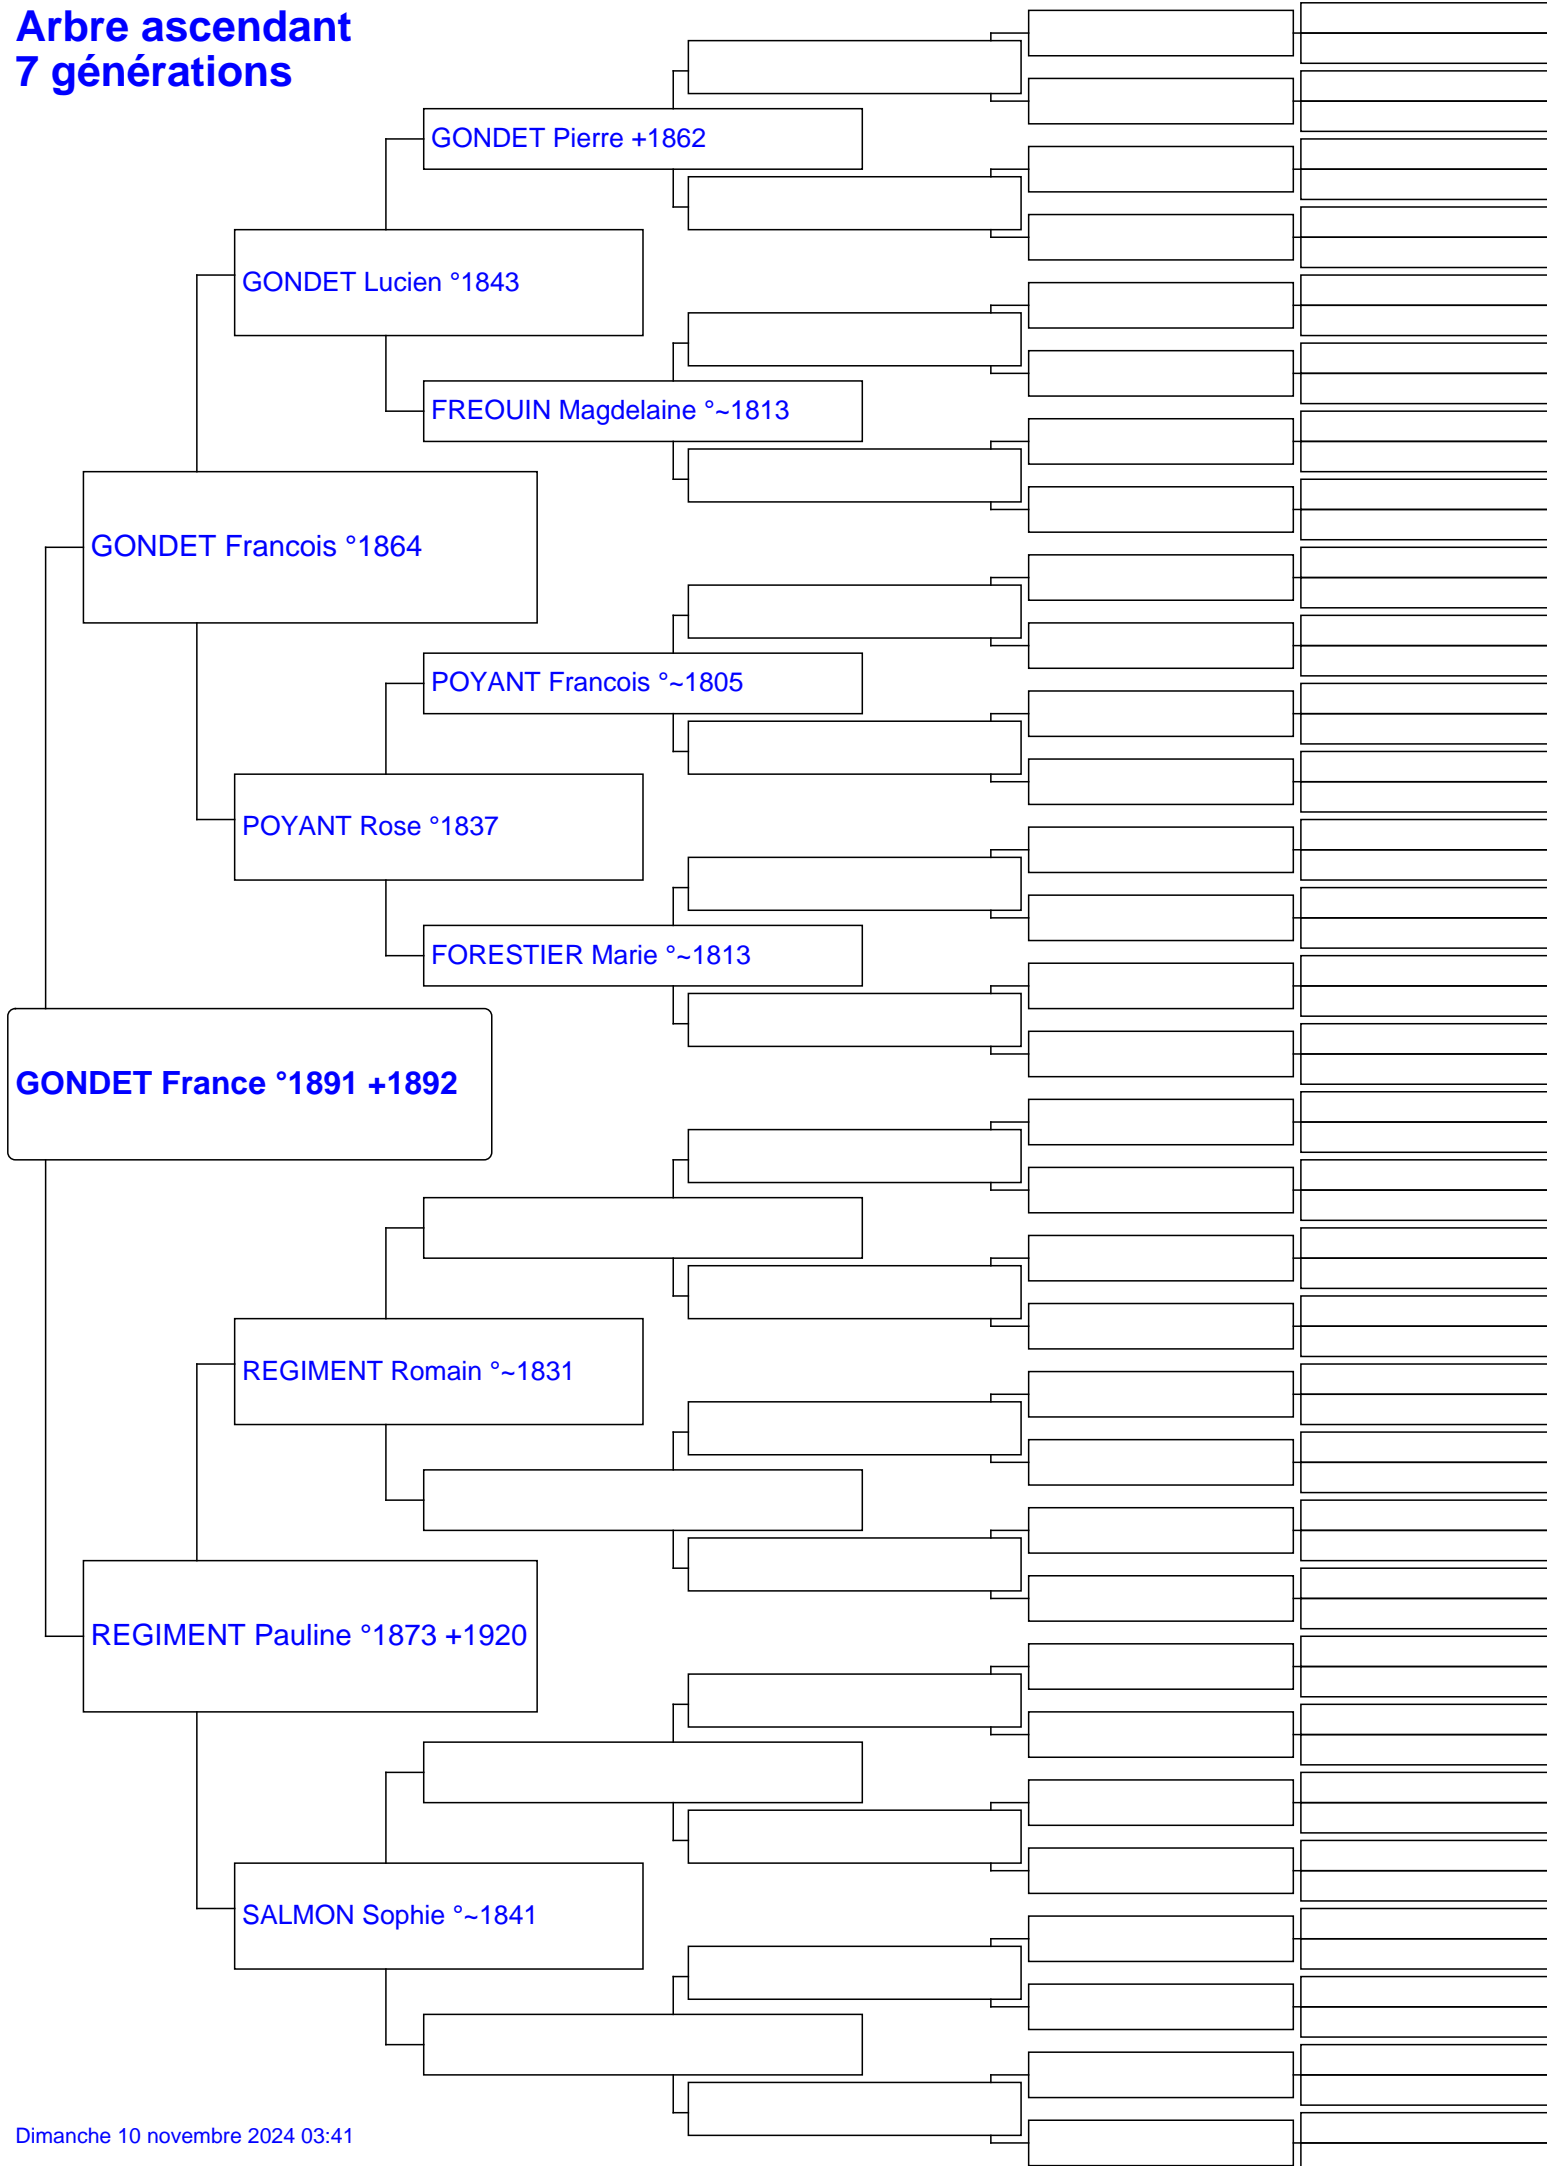 Arbre ascendant
7 générations
GONDET Pierre +1862
GONDET Lucien °1843
FREOUIN Magdelaine °~1813
GONDET Francois °1864
POYANT Francois °~1805
POYANT Rose °1837
FORESTIER Marie °~1813
GONDET France °1891 +1892
REGIMENT Romain °~1831
REGIMENT Pauline °1873 +1920
SALMON Sophie °~1841
Dimanche 10 novembre 2024 03:41